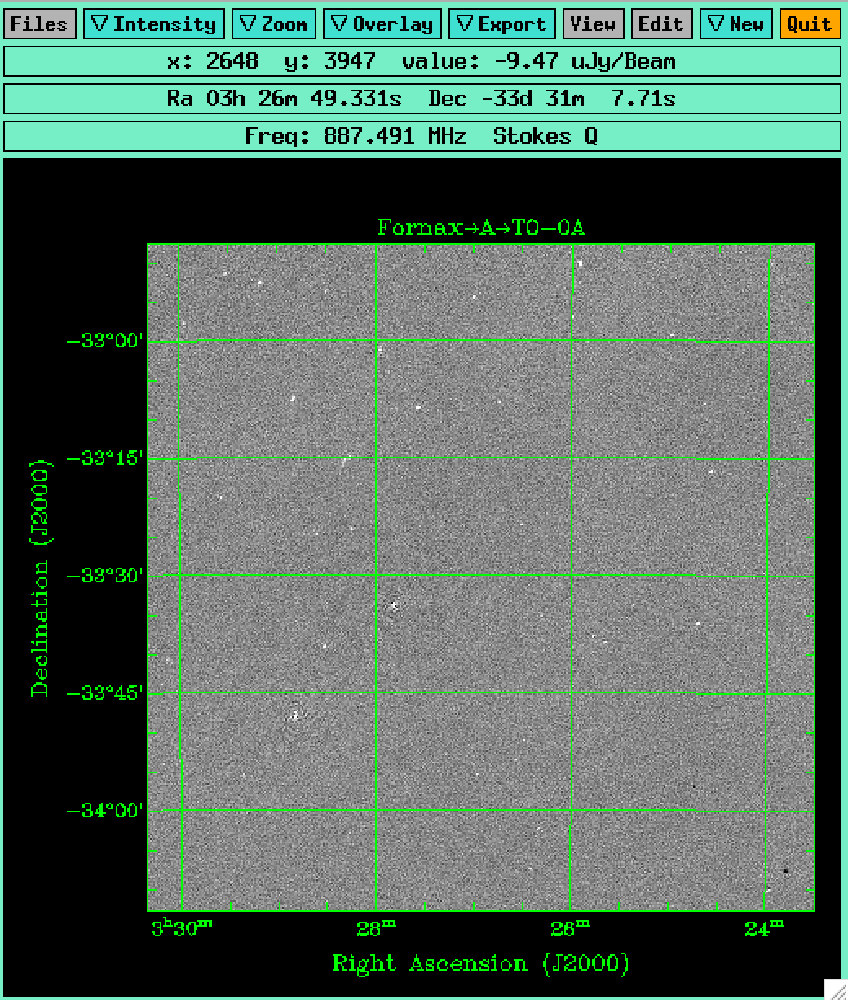 Files ▽ Intensity ▽ Zoom ▽ Overlay ▽ Export View Edit ▽ New Quit
x: 2648 y: 3947 value: -9.47 uJy/Beam
Ra 03h 26m 49.331s Dec -33d 31m 7.71s
Freq: 887.491 MHz Stokes Q
Fornax→A→T0−0A
−33°00'
−33°15'
−33°30'
−33°45'
−34°00'
Declination (J2000)
3ʰ30ᵐ 28ᵐ 26ᵐ 24ᵐ
Right Ascension (J2000)